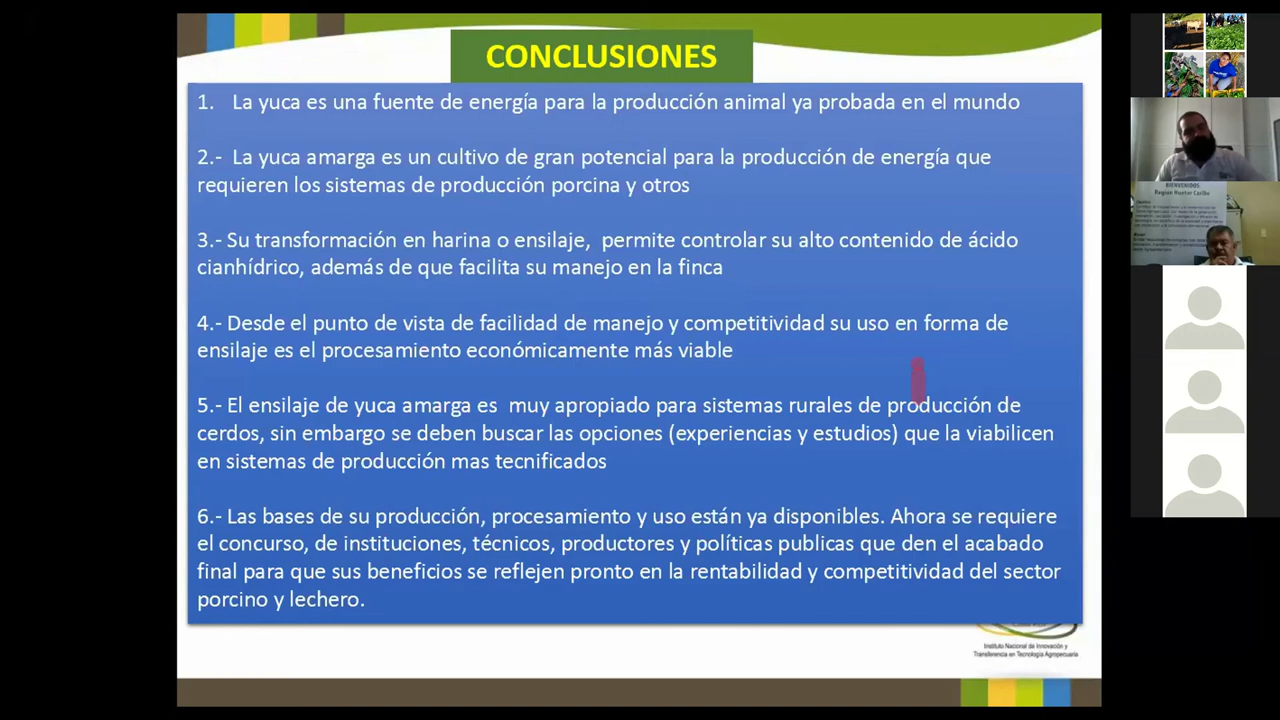 CONCLUSIONES
1. La yuca es una fuente de energía para la producción animal ya probada en el mundo
2.- La yuca amarga es un cultivo de gran potencial para la producción de energía que
requieren los sistemas de producción porcina y otros
3.- Su transformación en harina o ensilaje, permite controlar su alto contenido de ácido
cianhídrico, además de que facilita su manejo en la finca
4.- Desde el punto de vista de facilidad de manejo y competitividad su uso en forma de
ensilaje es el procesamiento económicamente más viable
5.- El ensilaje de yuca amarga es muy apropiado para sistemas rurales de producción de
cerdos, sin embargo se deben buscar las opciones (experiencias y estudios) que la viabilicen
en sistemas de producción mas tecnificados
6.- Las bases de su producción, procesamiento y uso están ya disponibles. Ahora se requiere
el concurso, de instituciones, técnicos, productores y políticas publicas que den el acabado
final para que sus beneficios se reflejen pronto en la rentabilidad y competitividad del sector
porcino y lechero.
Instituto Nacional de Innovación y
Transferencia en Tecnología Agropecuaria
BIENVENIDOS
Región Huetar Caribe